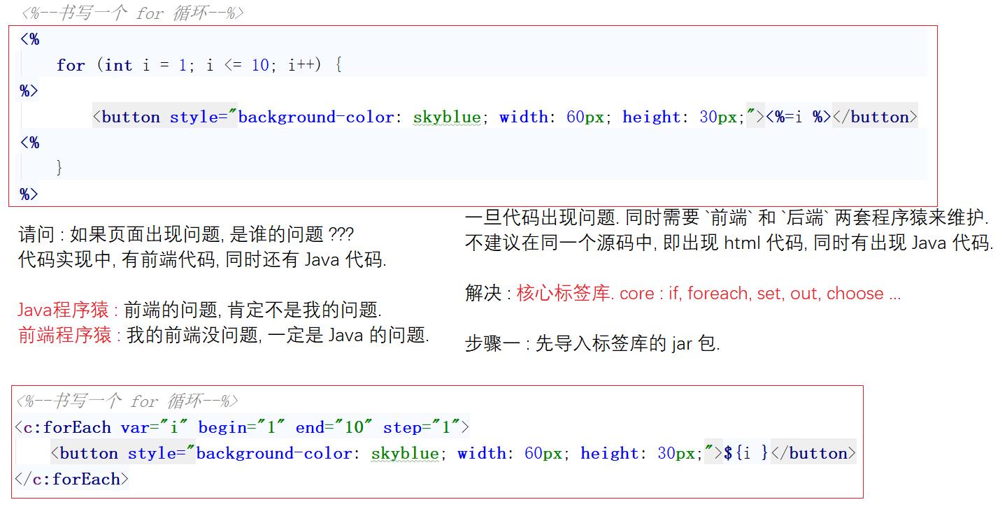 <%--书写一个 for 循环--%>
<%
for (int i = 1; i <= 10; i++) {
%>
<button style="background-color: skyblue; width: 60px; height: 30px;"><%=i %></button>
<%
}
%>
请问 : 如果页面出现问题, 是谁的问题 ???
代码实现中, 有前端代码, 同时还有 Java 代码.
Java程序猿 : 前端的问题, 肯定不是我的问题.
前端程序猿 : 我的前端没问题, 一定是 Java 的问题.
一旦代码出现问题. 同时需要 `前端` 和 `后端` 两套程序猿来维护.
不建议在同一个源码中, 即出现 html 代码, 同时有出现 Java 代码.
解决 : 核心标签库. core : if, foreach, set, out, choose ...
步骤一 : 先导入标签库的 jar 包.
<%--书写一个 for 循环--%>
<c:forEach var="i" begin="1" end="10" step="1">
<button style="background-color: skyblue; width: 60px; height: 30px;">${i }</button>
</c:forEach>